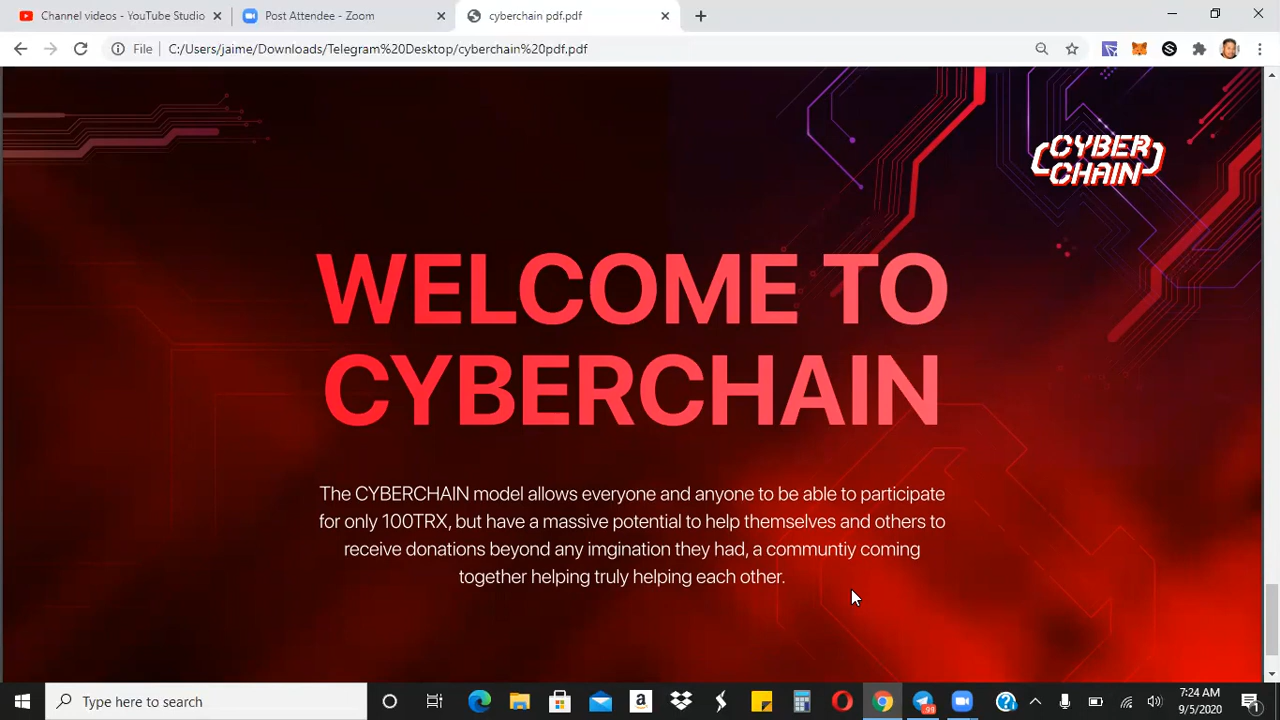 Channel videos - YouTube Studio
Post Attendee - Zoom
cyberchain pdf.pdf
File
C:/Users/jaime/Downloads/Telegram%20Desktop/cyberchain%20pdf.pdf
CYBER
CHAIN
WELCOME TO
CYBERCHAIN
The CYBERCHAIN model allows everyone and anyone to be able to participate
for only 100TRX, but have a massive potential to help themselves and others to
receive donations beyond any imgination they had, a communtiy coming
together helping truly helping each other.
Type here to search
99
7:24 AM
9/5/2020
1